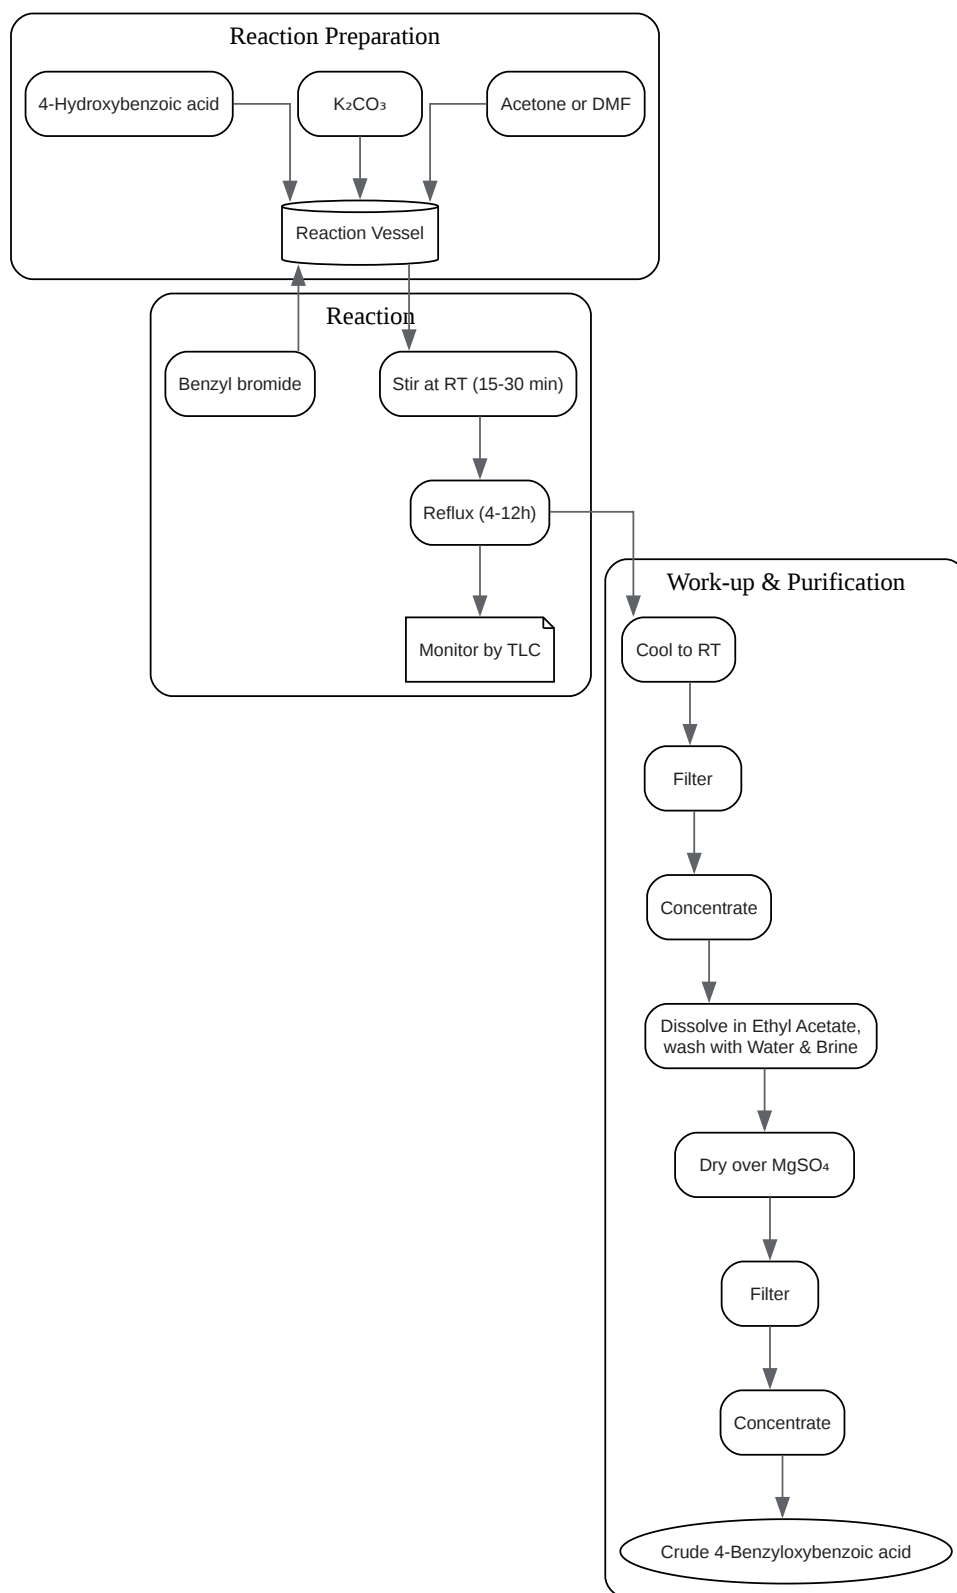 Reaction Preparation
4-Hydroxybenzoic acid
K₂CO₃
Acetone or DMF
Reaction Vessel
Reaction
Benzyl bromide
Stir at RT (15-30 min)
Reflux (4-12h)
Monitor by TLC
Work-up & Purification
Cool to RT
Filter
Concentrate
Dissolve in Ethyl Acetate,
wash with Water & Brine
Dry over MgSO₄
Filter
Concentrate
Crude 4-Benzyloxybenzoic acid